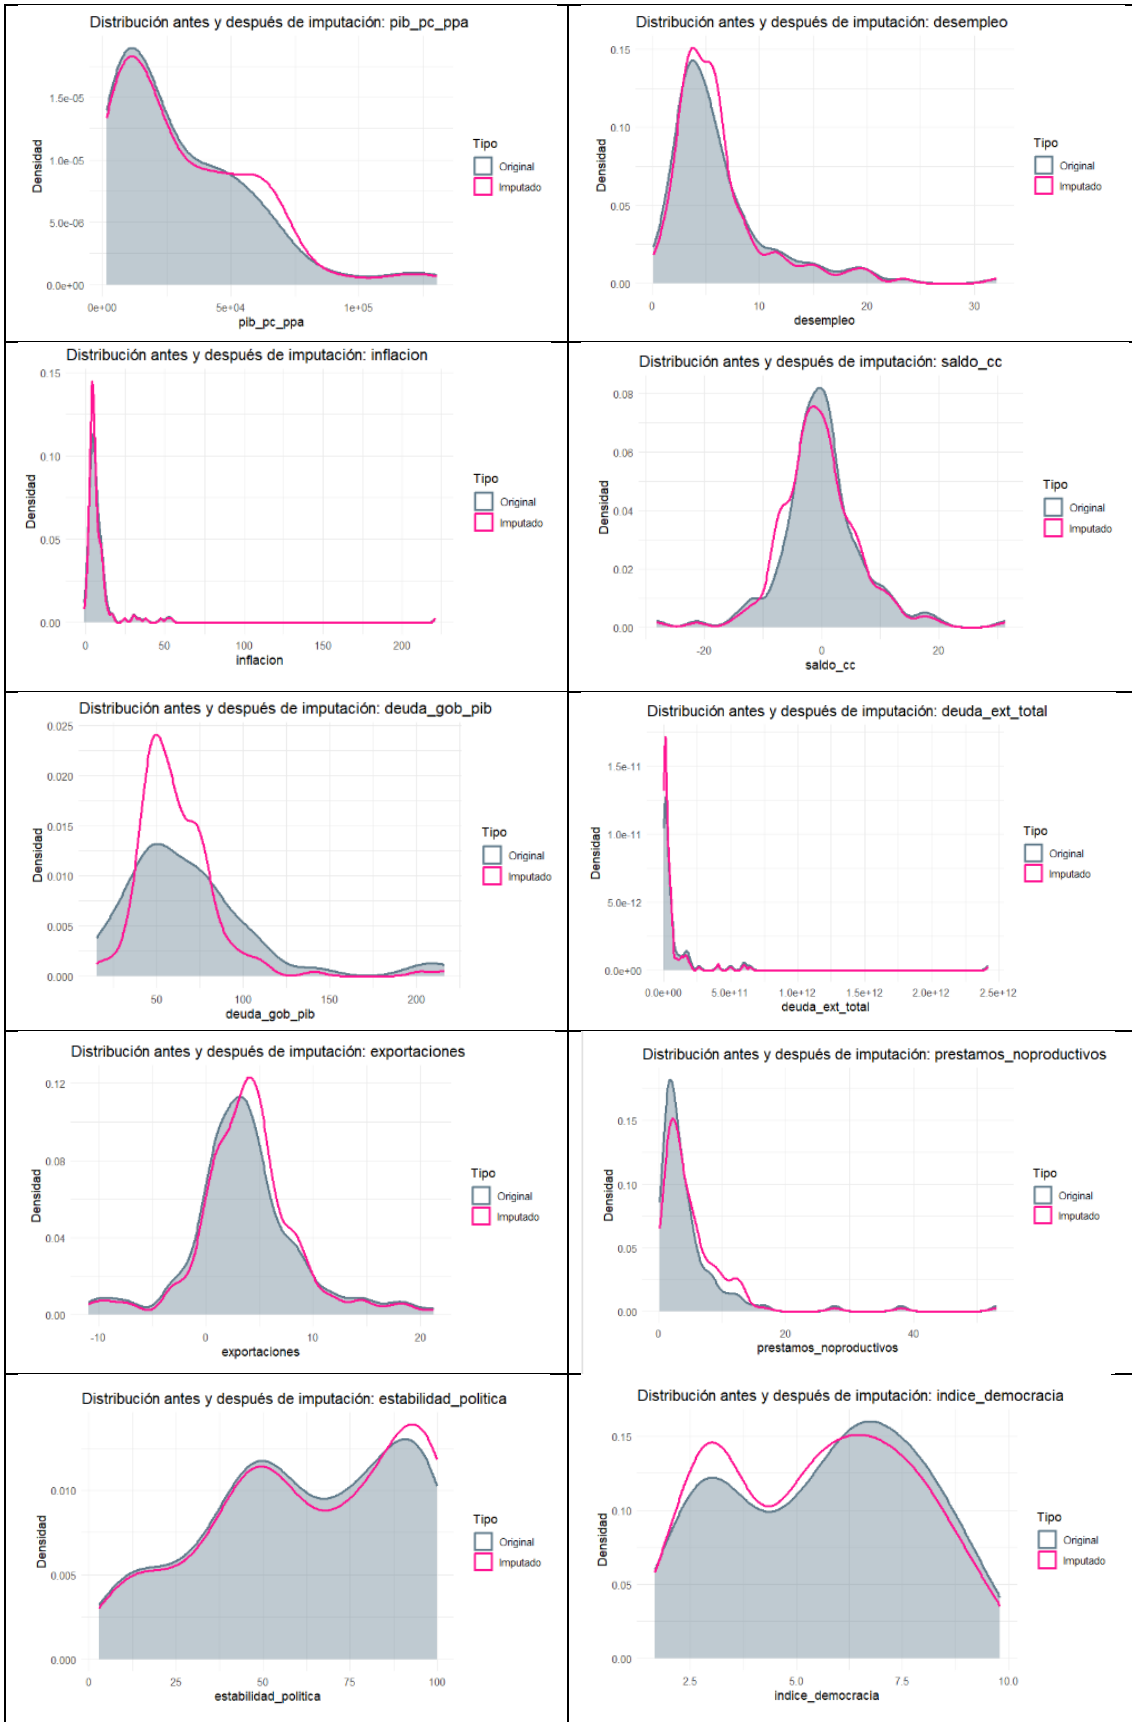 Distribución antes y después de imputación: pib_pc_ppa
Densidad
1.5e-05
1.0e-05
5.0e-06
0.0e+00
0e+00 5e+04 1e+05
pib_pc_ppa
Tipo
Original
Imputado
Distribución antes y después de imputación: desempleo
Densidad
0.15
0.10
0.05
0.00
0 10 20 30
desempleo
Tipo
Original
Imputado
Distribución antes y después de imputación: inflacion
Densidad
0.15
0.10
0.05
0.00
0 50 100 150 200
inflacion
Tipo
Original
Imputado
Distribución antes y después de imputación: saldo_cc
Densidad
0.08
0.06
0.04
0.02
0.00
-20 0 20
saldo_cc
Tipo
Original
Imputado
Distribución antes y después de imputación: deuda_gob_pib
Densidad
0.025
0.020
0.015
0.010
0.005
0.000
50 100 150 200
deuda_gob_pib
Tipo
Original
Imputado
Distribución antes y después de imputación: deuda_ext_total
Densidad
1.5e-11
1.0e-11
5.0e-12
0.0e+00
0.0e+00 5.0e+11 1.0e+12 1.5e+12 2.0e+12 2.5e+12
deuda_ext_total
Tipo
Original
Imputado
Distribución antes y después de imputación: exportaciones
Densidad
0.12
0.08
0.04
0.00
-10 0 10 20
exportaciones
Tipo
Original
Imputado
Distribución antes y después de imputación: prestamos_noproductivos
Densidad
0.15
0.10
0.05
0.00
0 20 40
prestamos_noproductivos
Tipo
Original
Imputado
Distribución antes y después de imputación: estabilidad_politica
Densidad
0.010
0.005
0.000
0 25 50 75 100
estabilidad_politica
Tipo
Original
Imputado
Distribución antes y después de imputación: indice_democracia
Densidad
0.15
0.10
0.05
0.00
2.5 5.0 7.5 10.0
indice_democracia
Tipo
Original
Imputado